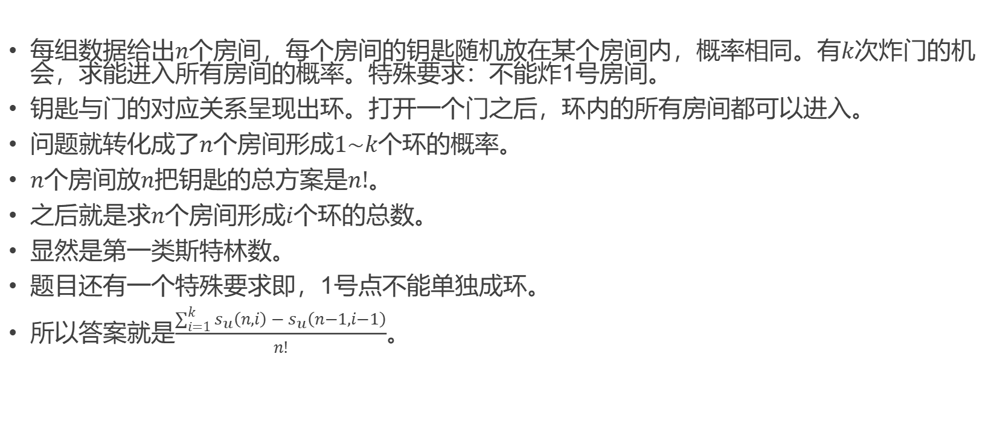 • 每组数据给出n个房间，每个房间的钥匙随机放在某个房间内，概率相同。有k次炸门的机
会，求能进入所有房间的概率。特殊要求：不能炸1号房间。
• 钥匙与门的对应关系呈现出环。打开一个门之后，环内的所有房间都可以进入。
• 问题就转化成了n个房间形成1~k个环的概率。
• n个房间放n把钥匙的总方案是n!。
• 之后就是求n个房间形成i个环的总数。
• 显然是第一类斯特林数。
• 题目还有一个特殊要求即，1号点不能单独成环。
• 所以答案就是$\frac{\sum_{i=1}^{k} s_u(n,i) - s_u(n-1,i-1)}{n!}$。